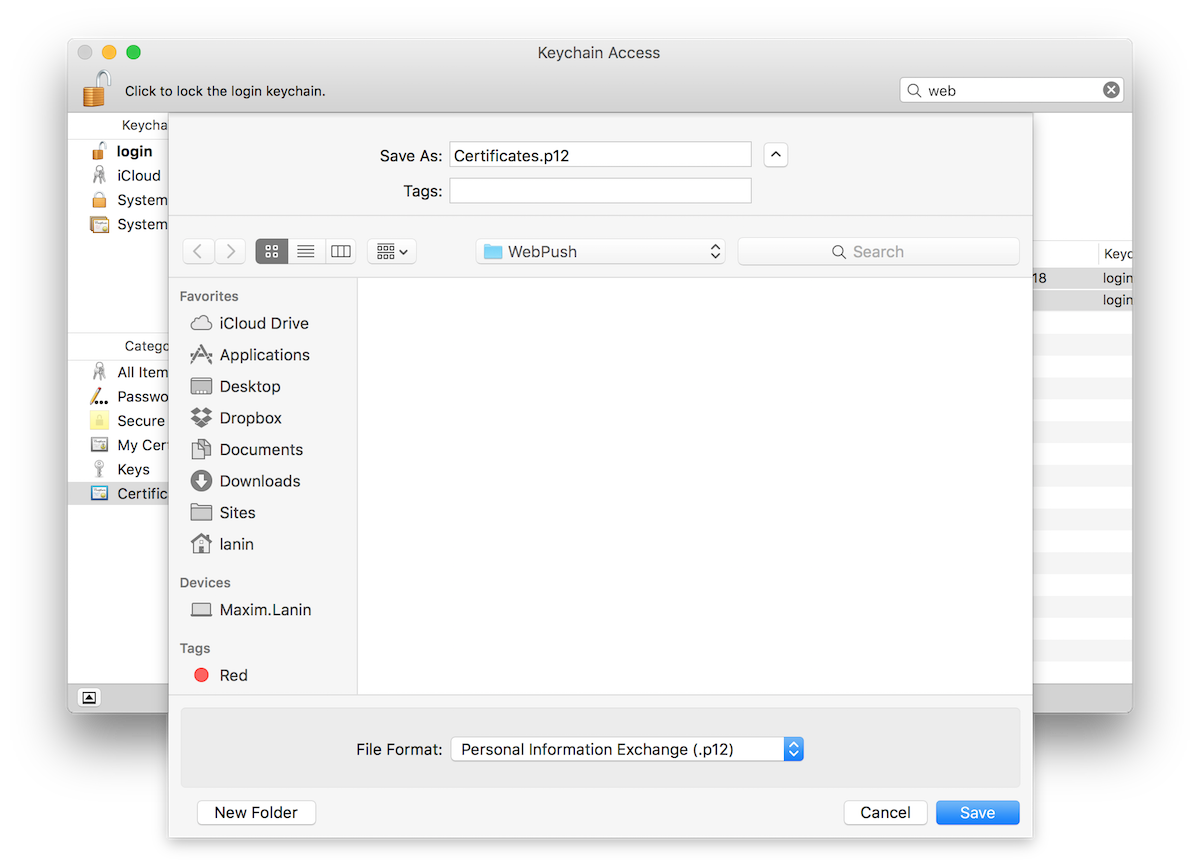 Keychain Access
Click to lock the login keychain.
web
Keycha
login
iCloud
System
System
Catego
All Item
Passwo
Secure
My Cer
Keys
Certific
Save As: Certificates.p12
Tags:
WebPush
Search
Favorites
iCloud Drive
Applications
Desktop
Dropbox
Documents
Downloads
Sites
lanin
Devices
Maxim.Lanin
Tags
Red
Keyc
18 login
login
File Format: Personal Information Exchange (.p12)
New Folder
Cancel
Save